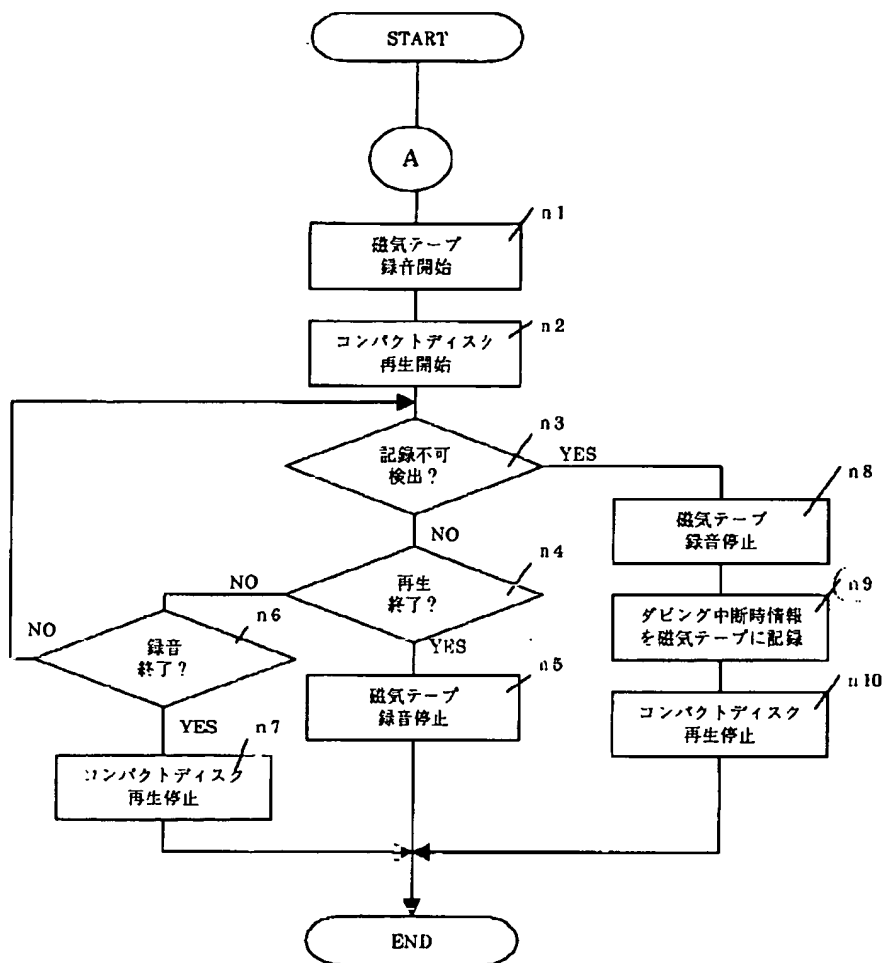 START
A
n1
磁気テープ
録音開始
n2
コンパクトディスク
再生開始
n3
記録不可
検出?
YES
NO
n8
磁気テープ
録音停止
n4
再生
終了?
NO
YES
n9
ダビング中断時情報
を磁気テープに記録
n6
録音
終了?
NO
YES
n5
磁気テープ
録音停止
n10
コンパクトディスク
再生停止
n7
コンパクトディスク
再生停止
END